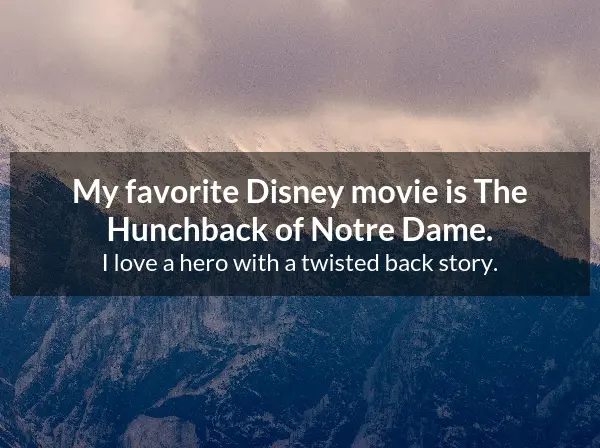 My favorite Disney movie is The
Hunchback of Notre Dame.
I love a hero with a twisted back story.